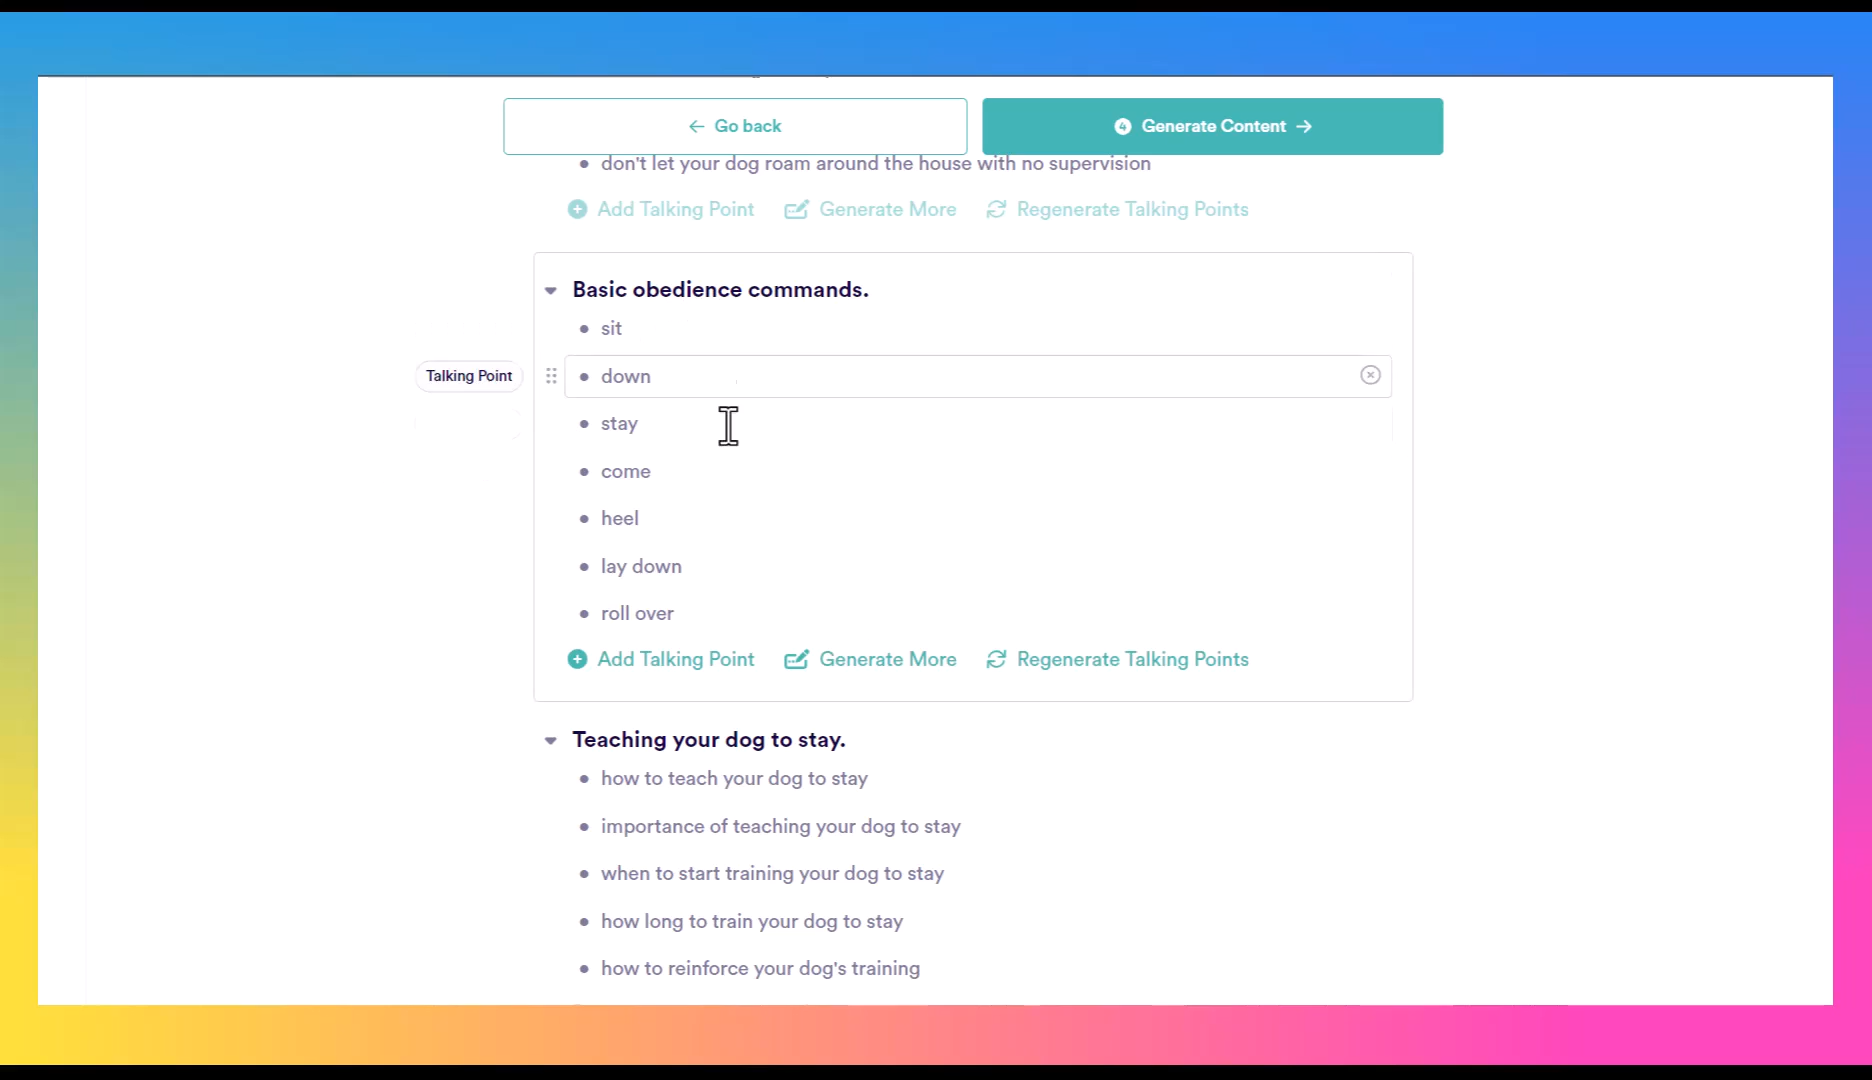 Go back
4 Generate Content
don't let your dog roam around the house with no supervision
Add Talking Point Generate More Regenerate Talking Points
Basic obedience commands.
sit
Talking Point
down
stay
come
heel
lay down
roll over
Add Talking Point Generate More Regenerate Talking Points
Teaching your dog to stay.
how to teach your dog to stay
importance of teaching your dog to stay
when to start training your dog to stay
how long to train your dog to stay
how to reinforce your dog's training